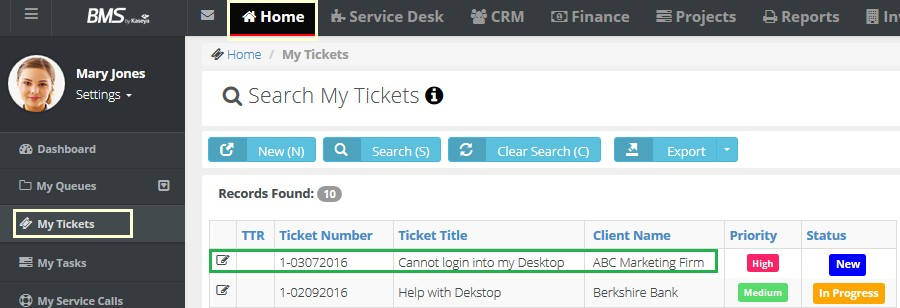 BMS by Kaseya
Home Service Desk CRM Finance Projects Reports
Home / My Tickets
Mary Jones
Settings
Search My Tickets
Dashboard
My Queues
My Tickets
My Tasks
My Service Calls
New (N) Search (S) Clear Search (C) Export
Records Found: 10
TTR Ticket Number Ticket Title Client Name Priority Status
1-03072016 Cannot login into my Desktop ABC Marketing Firm High New
1-02092016 Help with Dekstop Berkshire Bank Medium In Progress